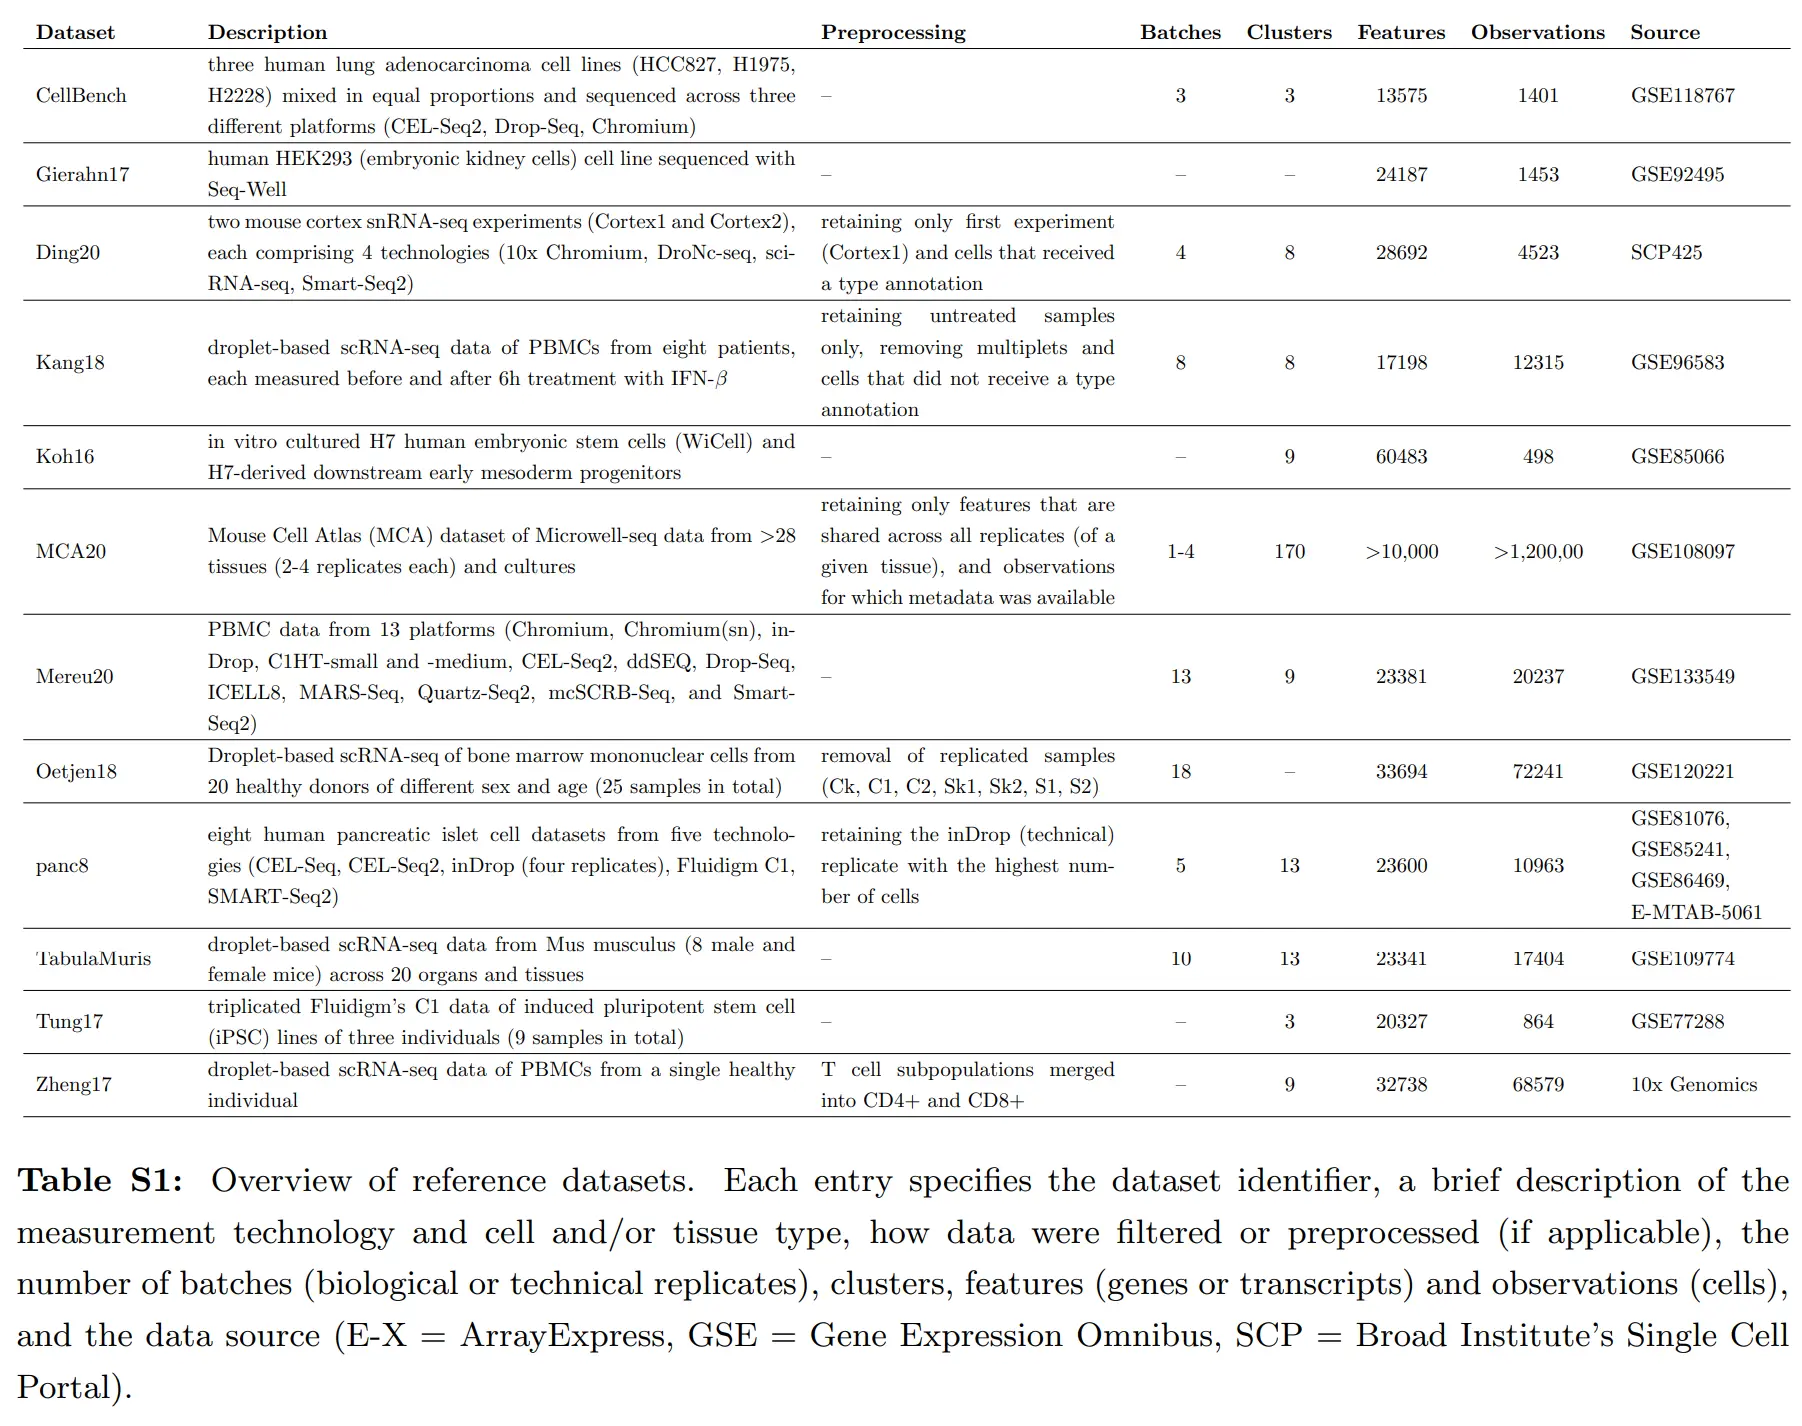 Dataset Description Preprocessing Batches Clusters Features Observations Source
CellBench three human lung adenocarcinoma cell lines (HCC827, H1975, H2228) mixed in equal proportions and sequenced across three different platforms (CEL-Seq2, Drop-Seq, Chromium) – 3 3 13575 1401 GSE118767
Gierahn17 human HEK293 (embryonic kidney cells) cell line sequenced with Seq-Well – – – 24187 1453 GSE92495
Ding20 two mouse cortex snRNA-seq experiments (Cortex1 and Cortex2), each comprising 4 technologies (10x Chromium, DroNc-seq, sci-RNA-seq, Smart-Seq2) retaining only first experiment (Cortex1) and cells that received a type annotation 4 8 28692 4523 SCP425
Kang18 droplet-based scRNA-seq data of PBMCs from eight patients, each measured before and after 6h treatment with IFN-β retaining untreated samples only, removing multiplets and cells that did not receive a type annotation 8 8 17198 12315 GSE96583
Koh16 in vitro cultured H7 human embryonic stem cells (WiCell) and H7-derived downstream early mesoderm progenitors – – 9 60483 498 GSE85066
MCA20 Mouse Cell Atlas (MCA) dataset of Microwell-seq data from >28 tissues (2-4 replicates each) and cultures retaining only features that are shared across all replicates (of a given tissue), and observations for which metadata was available 1-4 170 >10,000 >1,200,00 GSE108097
Mereu20 PBMC data from 13 platforms (Chromium, Chromium(sn), in-Drop, C1HT-small and -medium, CEL-Seq2, ddSEQ, Drop-Seq, ICELL8, MARS-Seq, Quartz-Seq2, mcSCRB-Seq, and Smart-Seq2) – 13 9 23381 20237 GSE133549
Oetjen18 Droplet-based scRNA-seq of bone marrow mononuclear cells from 20 healthy donors of different sex and age (25 samples in total) removal of replicated samples (Ck, C1, C2, Sk1, Sk2, S1, S2) 18 – 33694 72241 GSE120221
panc8 eight human pancreatic islet cell datasets from five technolo-gies (CEL-Seq, CEL-Seq2, inDrop (four replicates), Fluidigm C1, SMART-Seq2) retaining the inDrop (technical) replicate with the highest num-ber of cells 5 13 23600 10963 GSE81076, GSE85241, GSE86469, E-MTAB-5061
TabulaMuris droplet-based scRNA-seq data from Mus musculus (8 male and female mice) across 20 organs and tissues – 10 13 23341 17404 GSE109774
Tung17 triplicated Fluidigm's C1 data of induced pluripotent stem cell (iPSC) lines of three individuals (9 samples in total) – – 3 20327 864 GSE77288
Zheng17 droplet-based scRNA-seq data of PBMCs from a single healthy individual T cell subpopulations merged into CD4+ and CD8+ – 9 32738 68579 10x Genomics
Table S1: Overview of reference datasets. Each entry specifies the dataset identifier, a brief description of the
measurement technology and cell and/or tissue type, how data were filtered or preprocessed (if applicable), the
number of batches (biological or technical replicates), clusters, features (genes or transcripts) and observations (cells),
and the data source (E-X = ArrayExpress, GSE = Gene Expression Omnibus, SCP = Broad Institute's Single Cell
Portal).